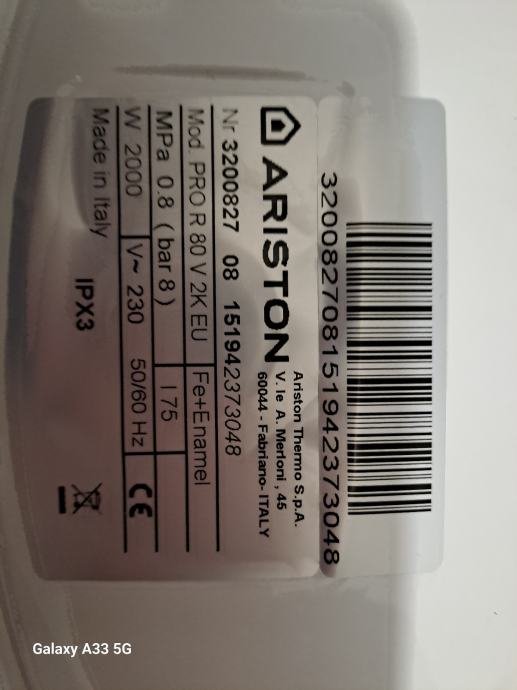 320082708151942373048
ARISTON
Ariston Thermo S.p.A.
V. le A. Merloni, 45
60044 - Fabriano- ITALY
Nr 3200827 08 151942373048
Mod. PRO R 80 V 2K EU Fe+Enamel
MPa 0.8 (bar 8) l 75
W 2000 V~ 230 50/60 Hz CE
Made in Italy IPX3
Galaxy A33 5G